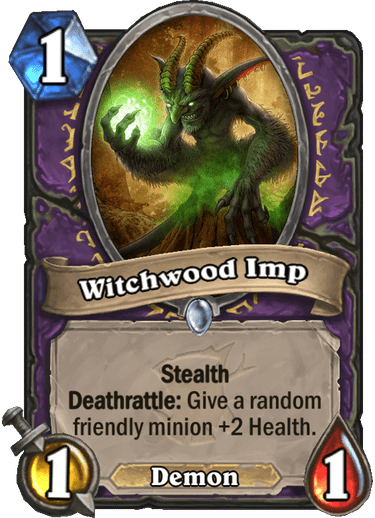 1
Witchwood Imp
Stealth
Deathrattle: Give a random
friendly minion +2 Health.
1
Demon
1